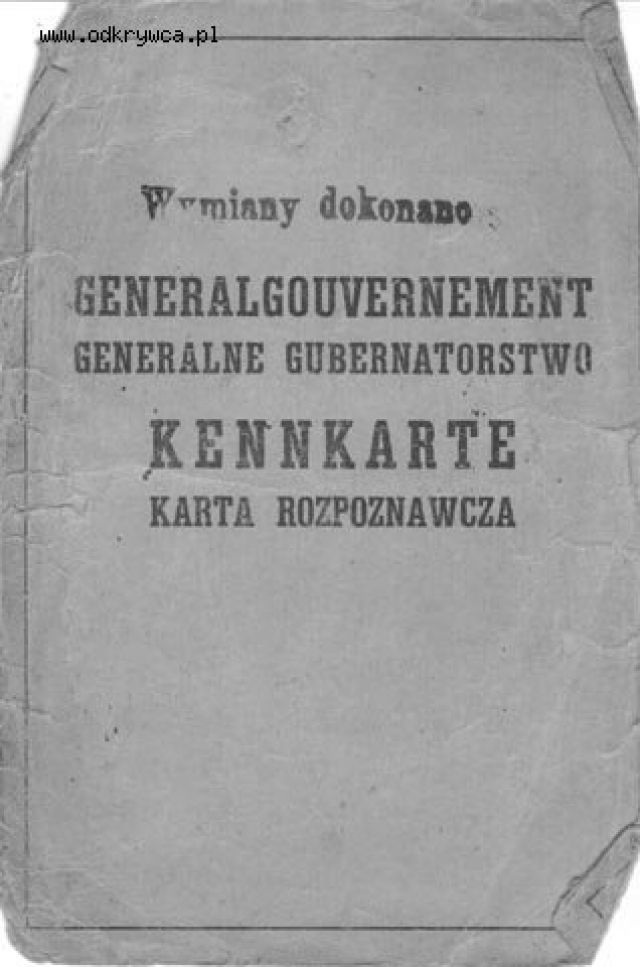 www.odkrywca.pl
Wymiany dokonano
GENERALGOUVERNEMENT
GENERALNE GUBERNATORSTWO
KENNKARTE
KARTA ROZPOZNAWCZA